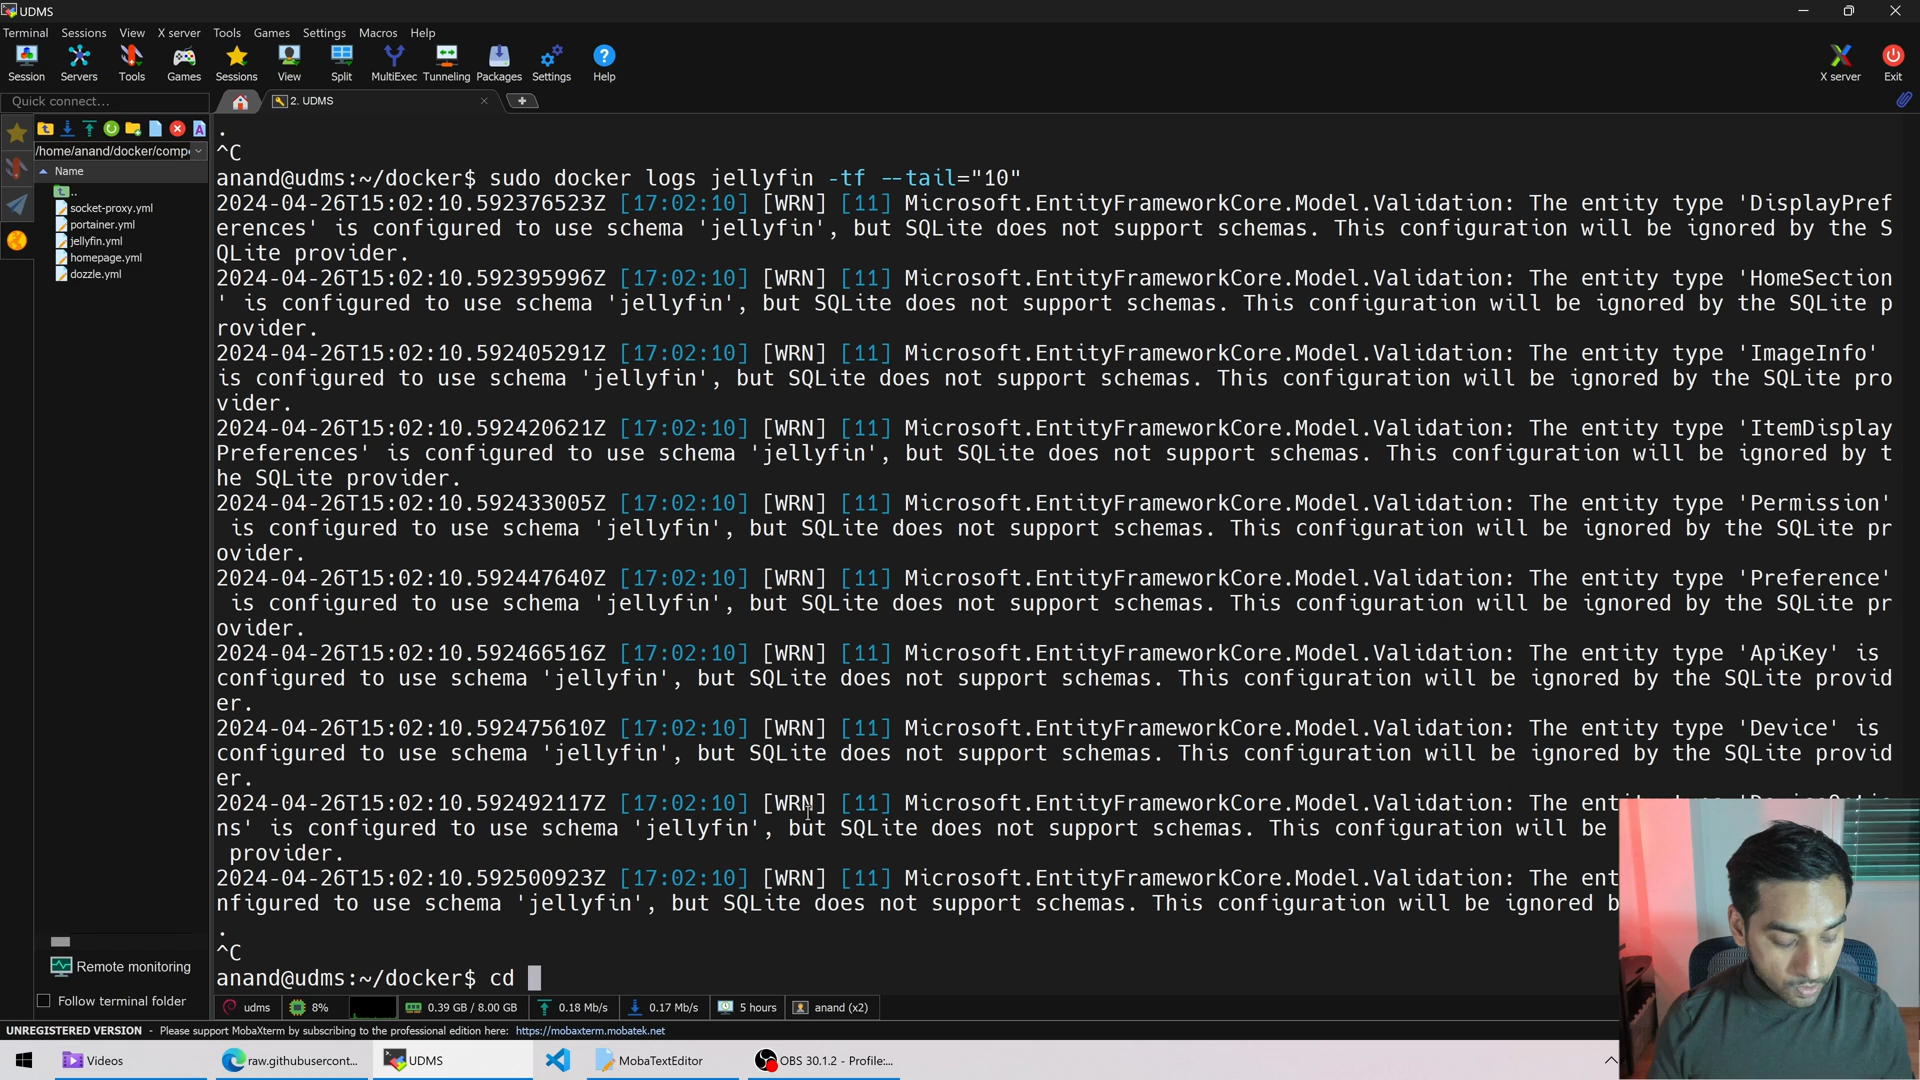 UDMS
Terminal Sessions View X server Tools Games Settings Macros Help
Session Servers Tools Games Sessions View Split MultiExec Tunneling Packages Settings Help X server Exit
Quick connect...
2. UDMS
/home/anand/docker/compo
Name
..
socket-proxy.yml
portainer.yml
jellyfin.yml
homepage.yml
dozzle.yml
.
^C
anand@udms:~/docker$ sudo docker logs jellyfin -tf --tail="10"
2024-04-26T15:02:10.592376523Z [17:02:10] [WRN] [11] Microsoft.EntityFrameworkCore.Model.Validation: The entity type 'DisplayPref
erences' is configured to use schema 'jellyfin', but SQLite does not support schemas. This configuration will be ignored by the S
QLite provider.
2024-04-26T15:02:10.592395996Z [17:02:10] [WRN] [11] Microsoft.EntityFrameworkCore.Model.Validation: The entity type 'HomeSection
' is configured to use schema 'jellyfin', but SQLite does not support schemas. This configuration will be ignored by the SQLite p
rovider.
2024-04-26T15:02:10.592405291Z [17:02:10] [WRN] [11] Microsoft.EntityFrameworkCore.Model.Validation: The entity type 'ImageInfo'
is configured to use schema 'jellyfin', but SQLite does not support schemas. This configuration will be ignored by the SQLite pro
vider.
2024-04-26T15:02:10.592420621Z [17:02:10] [WRN] [11] Microsoft.EntityFrameworkCore.Model.Validation: The entity type 'ItemDisplay
Preferences' is configured to use schema 'jellyfin', but SQLite does not support schemas. This configuration will be ignored by t
he SQLite provider.
2024-04-26T15:02:10.592433005Z [17:02:10] [WRN] [11] Microsoft.EntityFrameworkCore.Model.Validation: The entity type 'Permission'
is configured to use schema 'jellyfin', but SQLite does not support schemas. This configuration will be ignored by the SQLite pr
ovider.
2024-04-26T15:02:10.592447640Z [17:02:10] [WRN] [11] Microsoft.EntityFrameworkCore.Model.Validation: The entity type 'Preference'
is configured to use schema 'jellyfin', but SQLite does not support schemas. This configuration will be ignored by the SQLite pr
ovider.
2024-04-26T15:02:10.592466516Z [17:02:10] [WRN] [11] Microsoft.EntityFrameworkCore.Model.Validation: The entity type 'ApiKey' is
configured to use schema 'jellyfin', but SQLite does not support schemas. This configuration will be ignored by the SQLite provid
er.
2024-04-26T15:02:10.592475610Z [17:02:10] [WRN] [11] Microsoft.EntityFrameworkCore.Model.Validation: The entity type 'Device' is
configured to use schema 'jellyfin', but SQLite does not support schemas. This configuration will be ignored by the SQLite provid
er.
2024-04-26T15:02:10.592492117Z [17:02:10] [WRN] [11] Microsoft.EntityFrameworkCore.Model.Validation: The ent
ns' is configured to use schema 'jellyfin', but SQLite does not support schemas. This configuration will be
provider.
2024-04-26T15:02:10.592500923Z [17:02:10] [WRN] [11] Microsoft.EntityFrameworkCore.Model.Validation: The ent
nfigured to use schema 'jellyfin', but SQLite does not support schemas. This configuration will be ignored b
.
^C
anand@udms:~/docker$ cd
Remote monitoring
Follow terminal folder
udms 8% 0.39 GB / 8.00 GB 0.18 Mb/s 0.17 Mb/s 5 hours anand (x2)
UNREGISTERED VERSION - Please support MobaXterm by subscribing to the professional edition here: https://mobaxterm.mobatek.net
Videos raw.githubusercont... UDMS MobaTextEditor OBS 30.1.2 - Profile:...